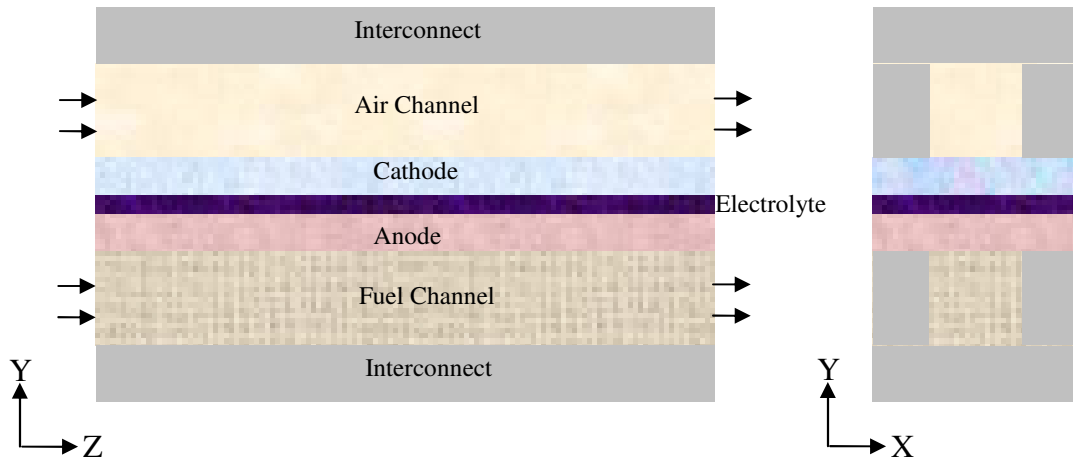 Interconnect
Air Channel
Cathode
Electrolyte
Anode
Fuel Channel
Interconnect
Y
Z
Y
X